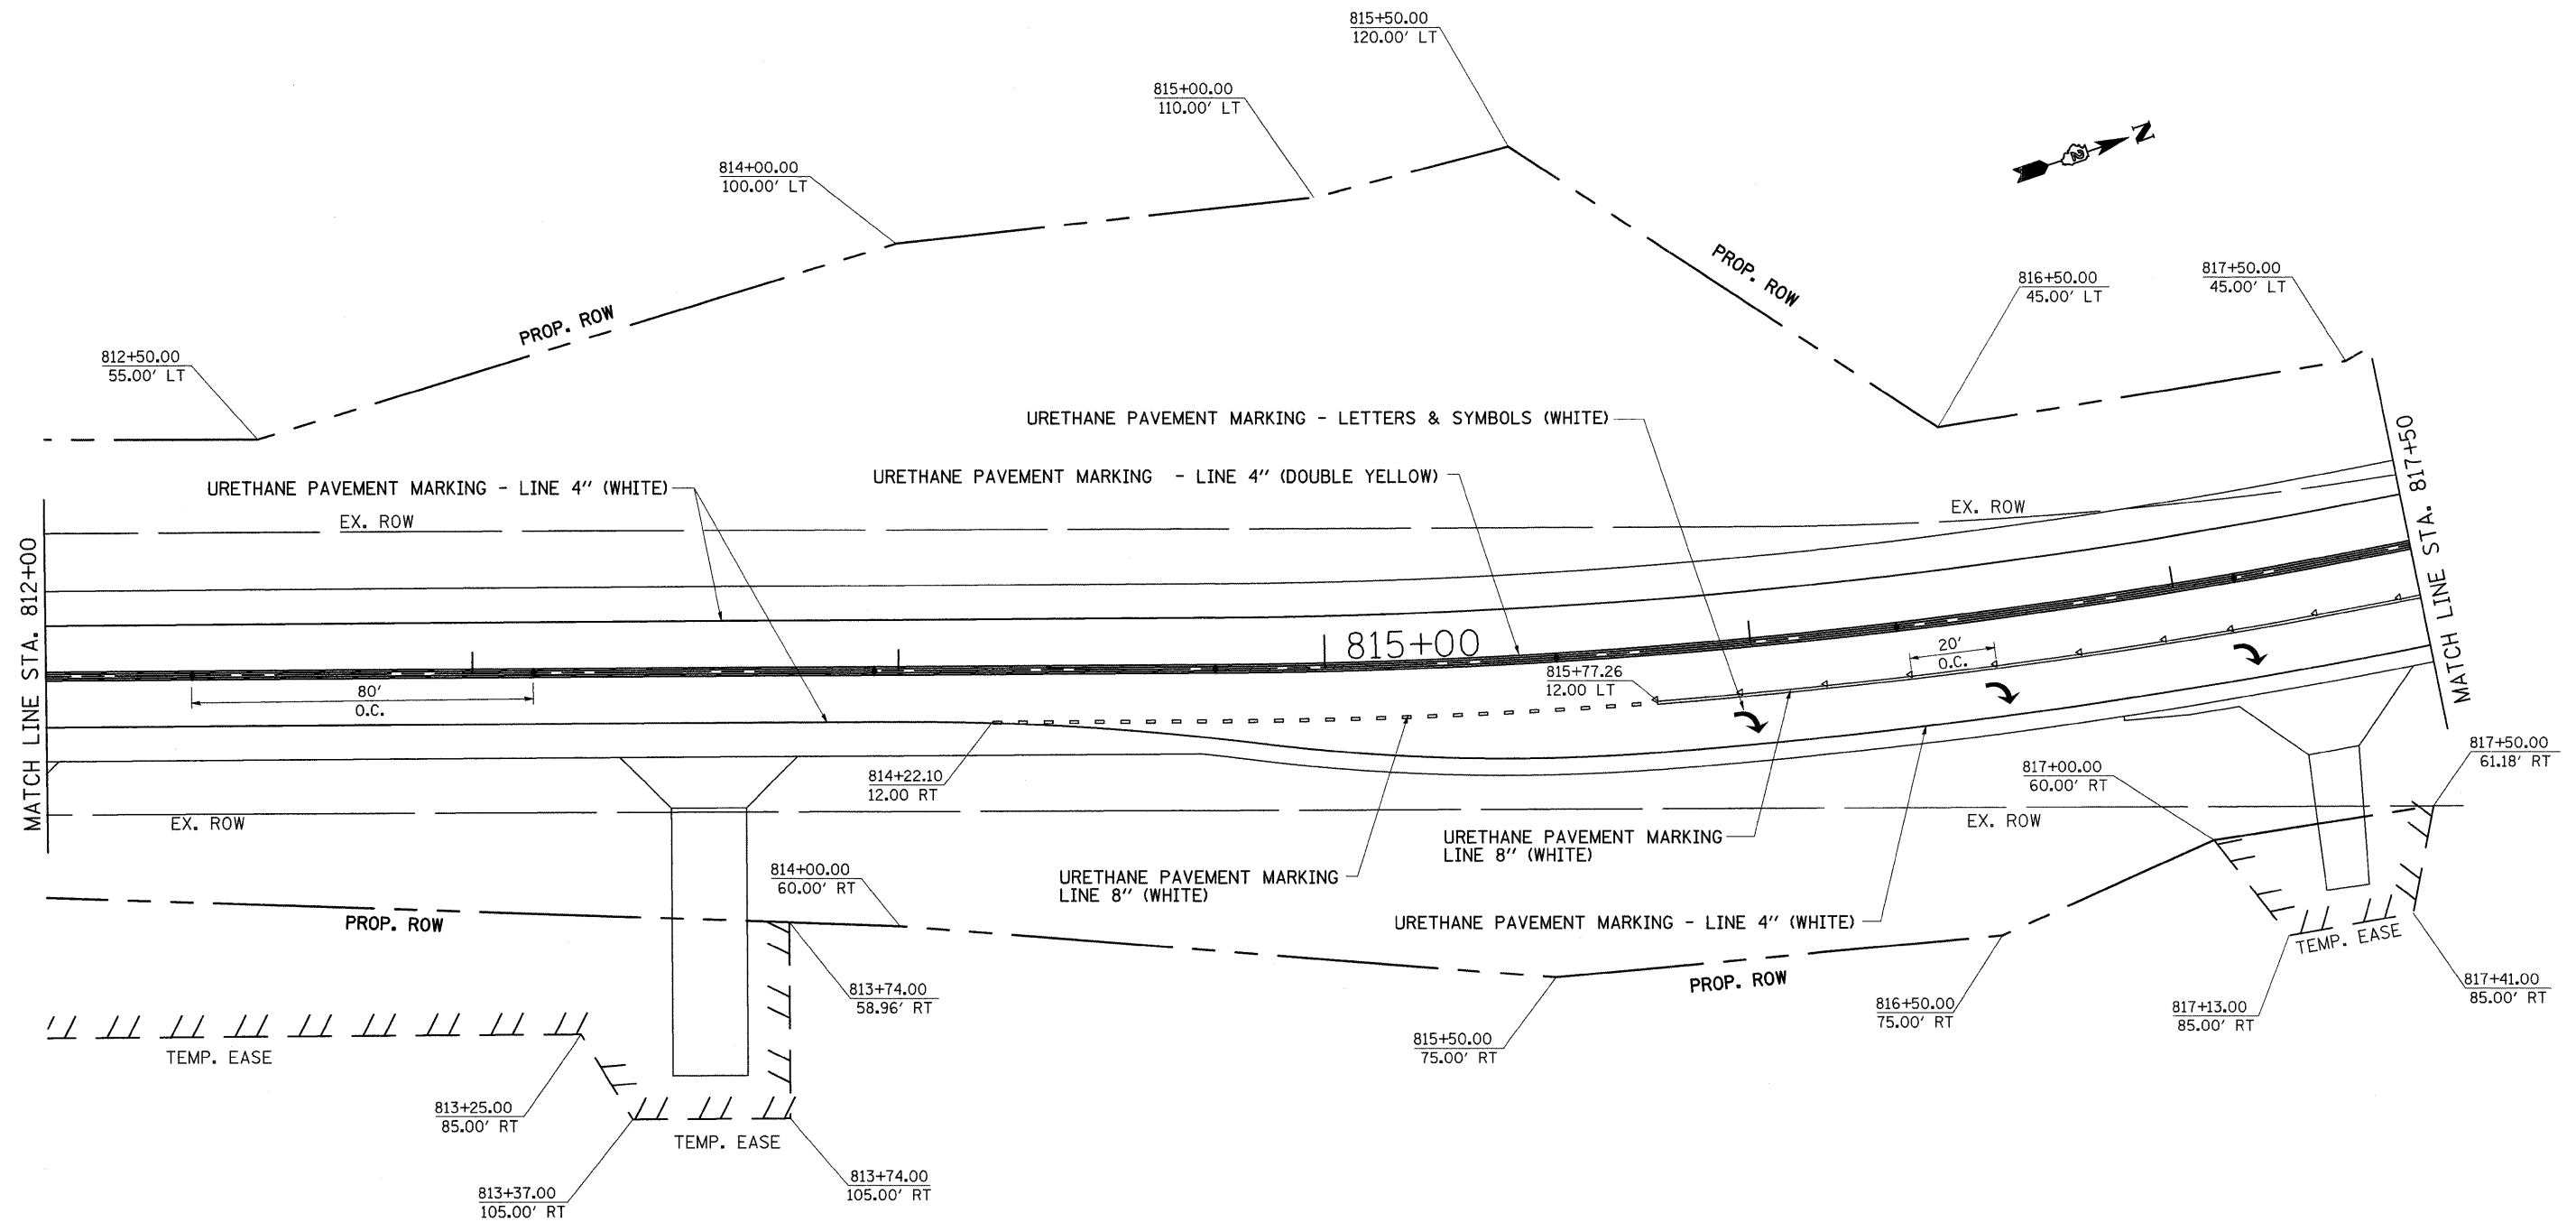 815+50.00
120.00' LT
815+00.00
110.00' LT
814+00.00
100.00' LT
N
2
PROP. ROW
816+50.00
45.00' LT
817+50.00
45.00' LT
PROP. ROW
812+50.00
55.00' LT
URETHANE PAVEMENT MARKING - LETTERS & SYMBOLS (WHITE)
URETHANE PAVEMENT MARKING - LINE 4" (DOUBLE YELLOW)
URETHANE PAVEMENT MARKING - LINE 4" (WHITE)
EX. ROW
EX. ROW
MATCH LINE STA. 817+50
MATCH LINE STA. 812+00
815+00
20'
O.C.
815+77.26
12.00 LT
80'
O.C.
814+22.10
12.00 RT
817+50.00
61.18' RT
817+00.00
60.00' RT
EX. ROW
EX. ROW
URETHANE PAVEMENT MARKING
LINE 8" (WHITE)
814+00.00
60.00' RT
URETHANE PAVEMENT MARKING
LINE 8" (WHITE)
PROP. ROW
URETHANE PAVEMENT MARKING - LINE 4" (WHITE)
TEMP. EASE
PROP. ROW
813+74.00
58.96' RT
817+41.00
85.00' RT
816+50.00
75.00' RT
817+13.00
85.00' RT
815+50.00
75.00' RT
TEMP. EASE
813+25.00
85.00' RT
TEMP. EASE
813+74.00
105.00' RT
813+37.00
105.00' RT